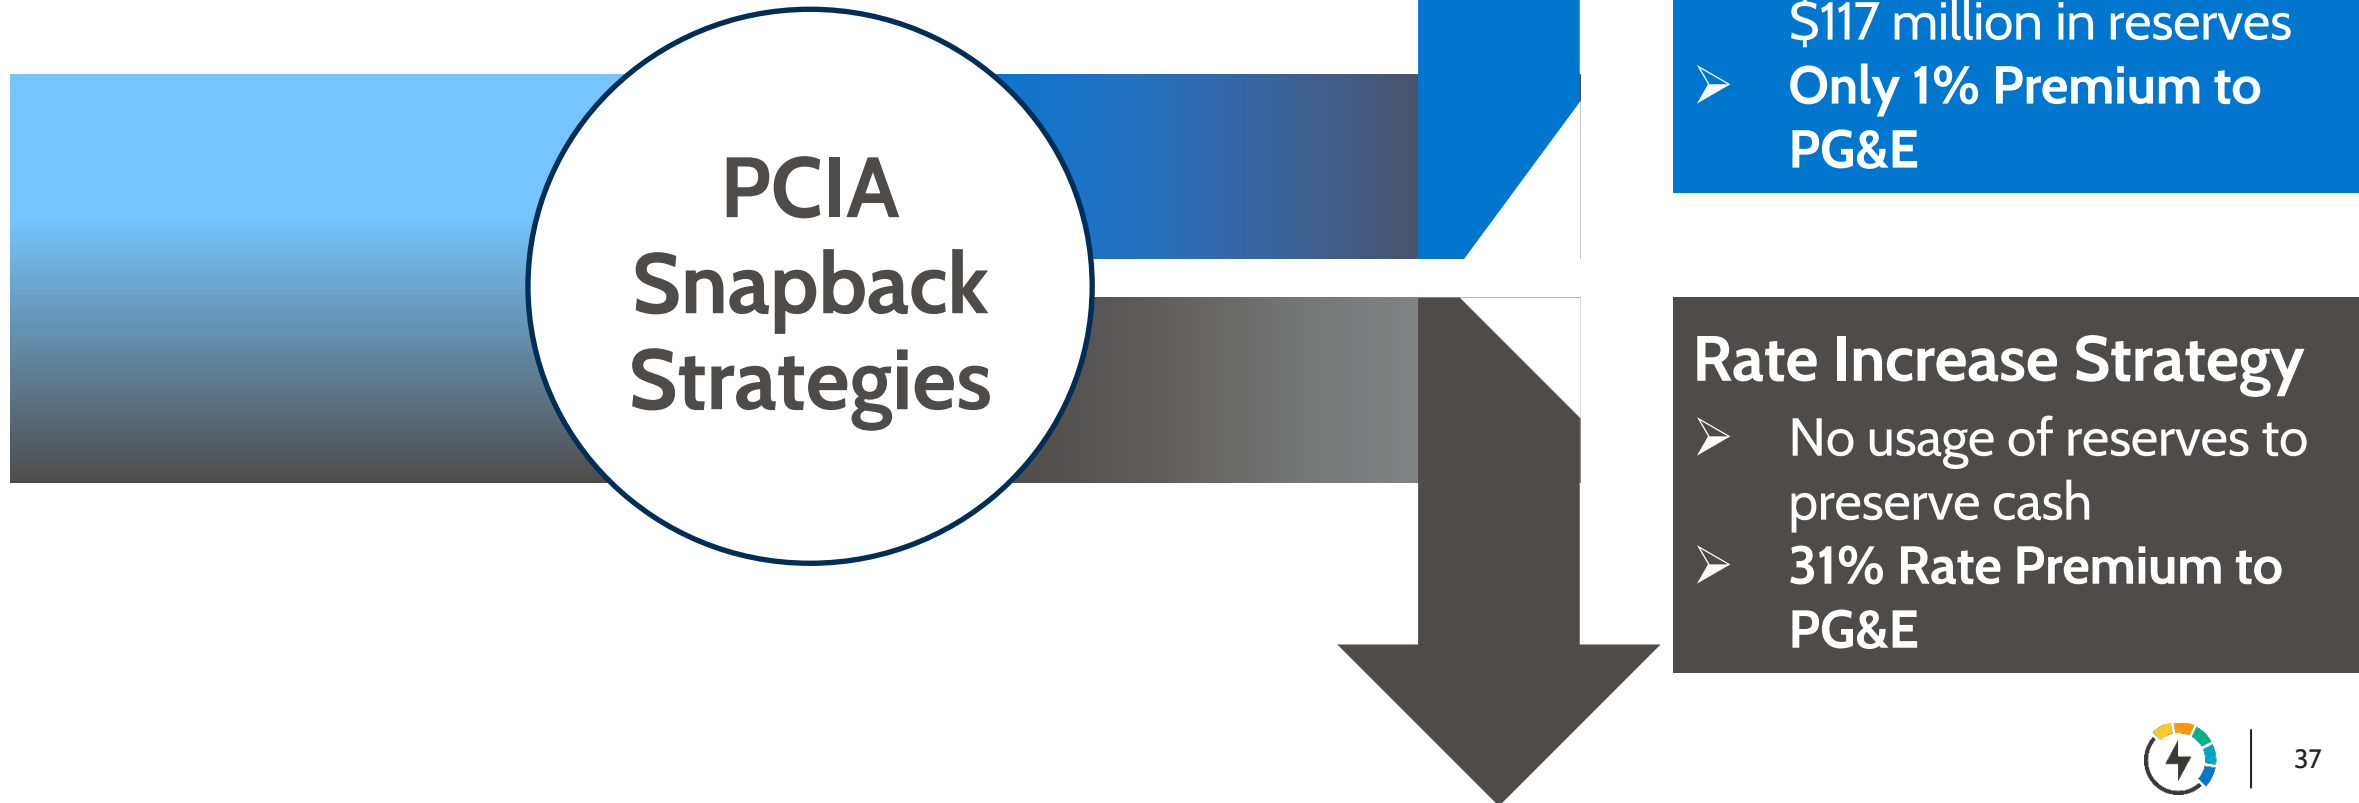 PCIA
Snapback
Strategies
$117 million in reserves
➢ Only 1% Premium to
PG&E
Rate Increase Strategy
➢ No usage of reserves to
preserve cash
➢ 31% Rate Premium to
PG&E
37